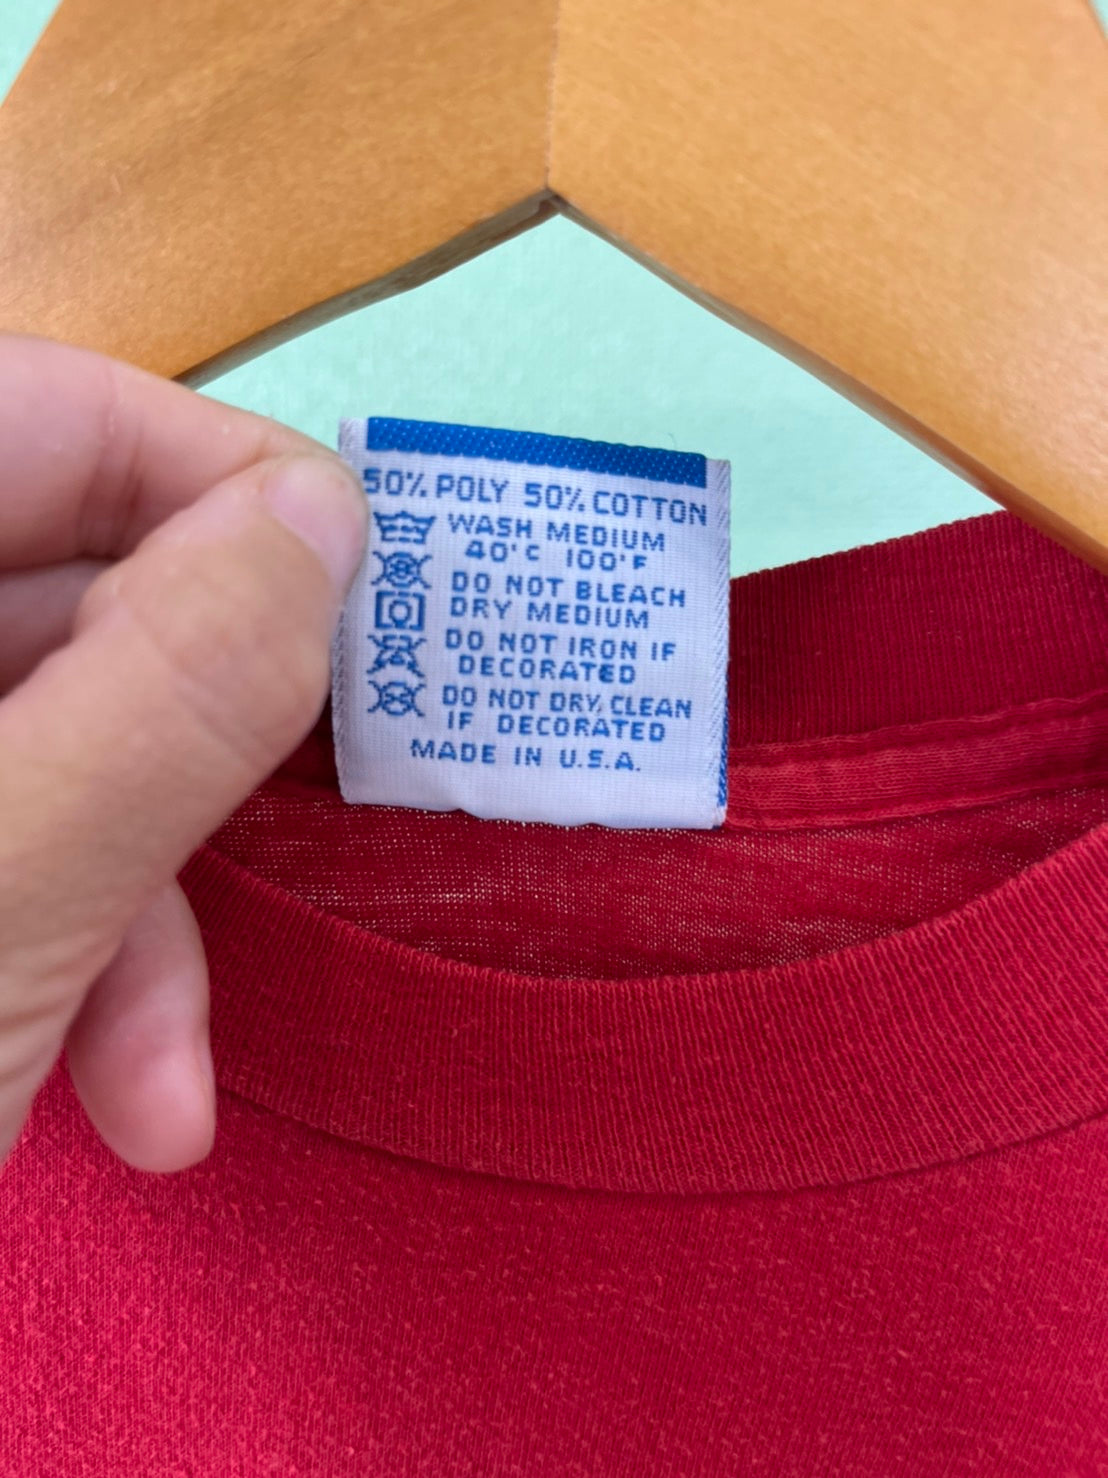 50% POLY 50% COTTON
WASH MEDIUM
40°C 100°F
DO NOT BLEACH
DRY MEDIUM
DO NOT IRON IF
DECORATED
DO NOT DRY, CLEAN
IF DECORATED
MADE IN U.S.A.